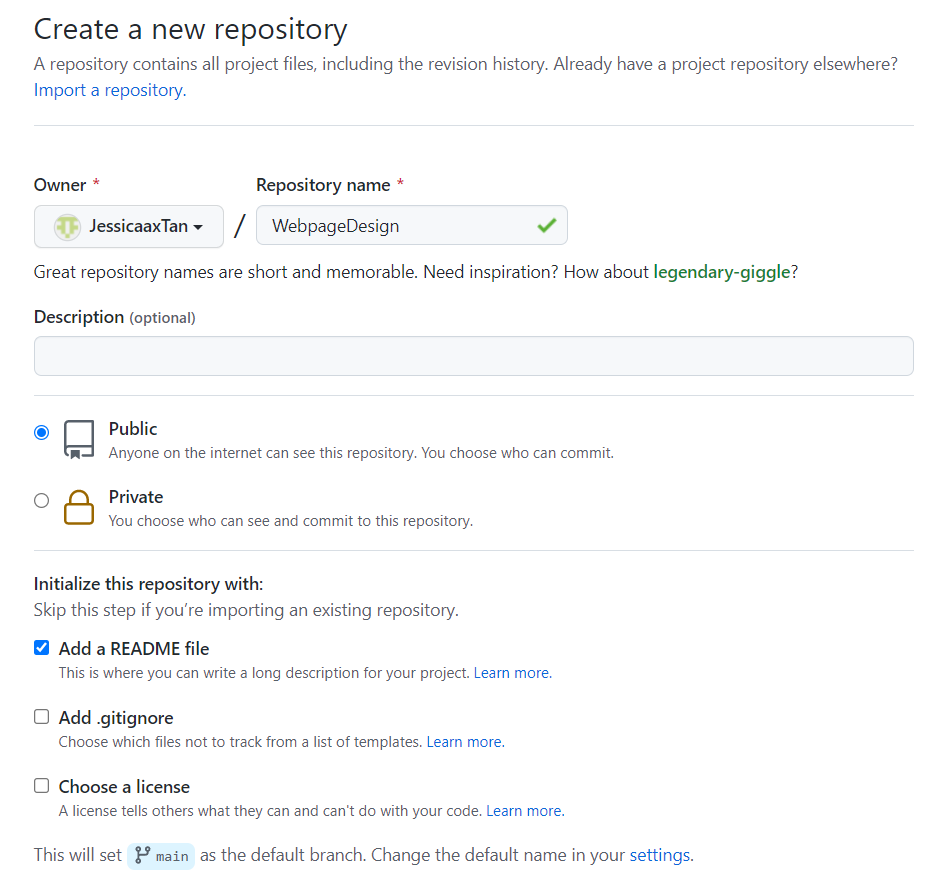 Create a new repository
A repository contains all project files, including the revision history. Already have a project repository elsewhere?
Import a repository.
Owner * Repository name *
JessicaaxTan / WebpageDesign
Great repository names are short and memorable. Need inspiration? How about legendary-giggle?
Description (optional)
Public
Anyone on the internet can see this repository. You choose who can commit.
Private
You choose who can see and commit to this repository.
Initialize this repository with:
Skip this step if you’re importing an existing repository.
Add a README file
This is where you can write a long description for your project. Learn more.
Add .gitignore
Choose which files not to track from a list of templates. Learn more.
Choose a license
A license tells others what they can and can't do with your code. Learn more.
This will set main as the default branch. Change the default name in your settings.